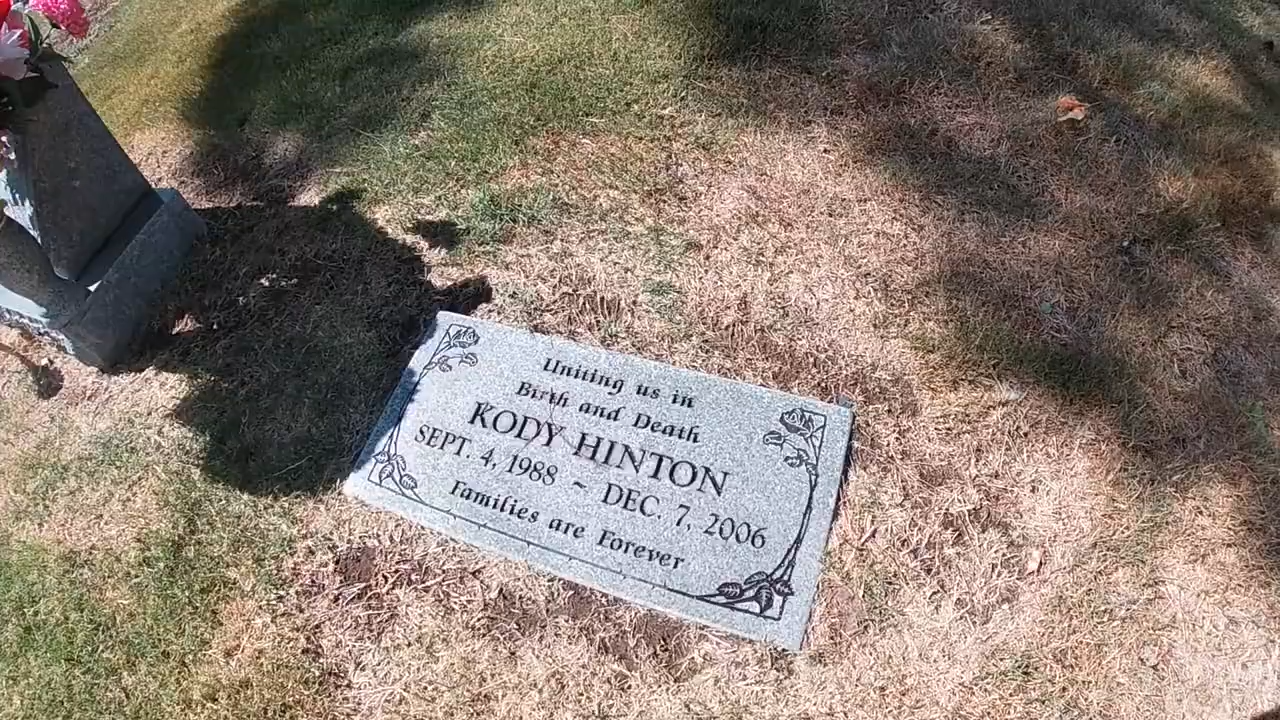 Uniting us in
Birth and Death
KODY HINTON
SEPT. 4, 1988 ~ DEC. 7, 2006
Families are Forever